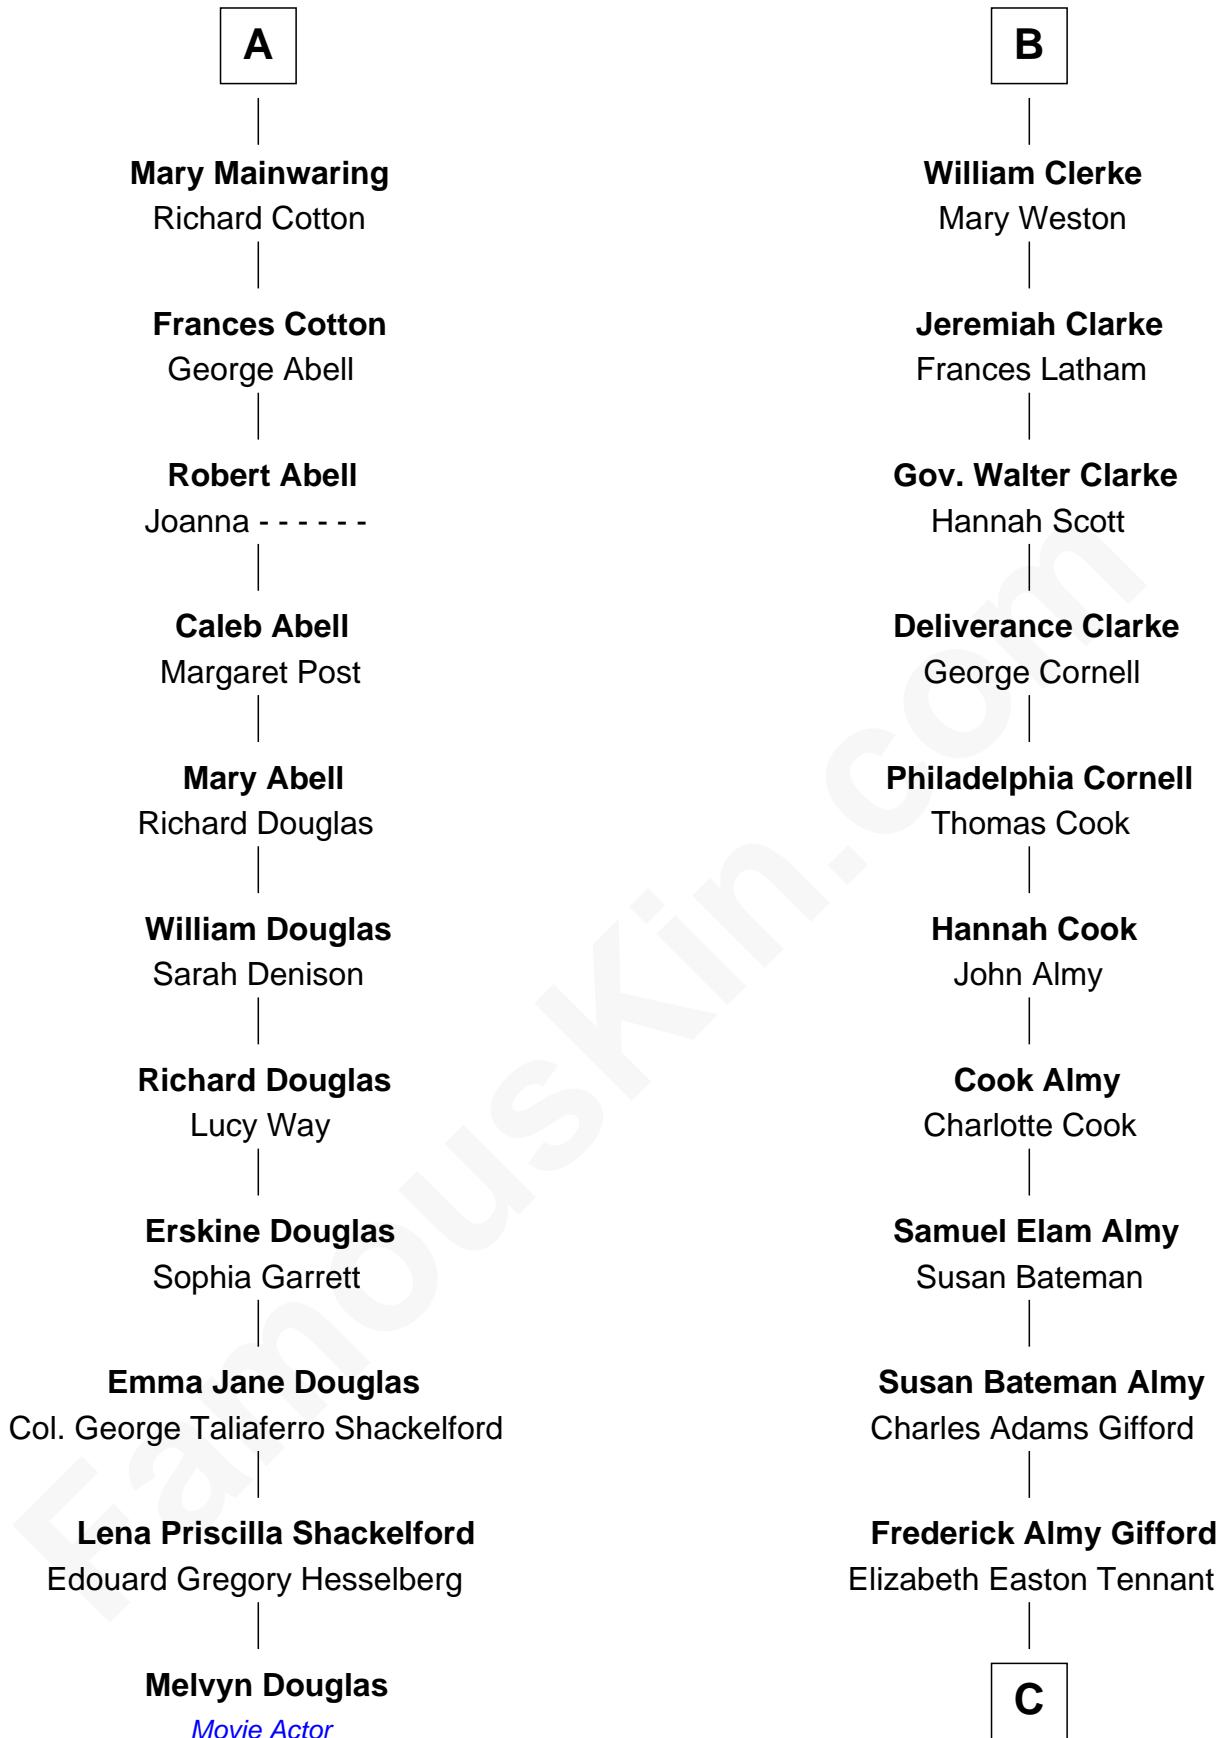 A
Mary Mainwaring
Richard Cotton
Frances Cotton
George Abell
Robert Abell
Joanna - - - - - -
Caleb Abell
Margaret Post
Mary Abell
Richard Douglas
William Douglas
Sarah Denison
Richard Douglas
Lucy Way
Erskine Douglas
Sophia Garrett
Emma Jane Douglas
Col. George Taliaferro Shackelford
Lena Priscilla Shackelford
Edouard Gregory Hesselberg
Melvyn Douglas
Movie Actor
B
William Clerke
Mary Weston
Jeremiah Clarke
Frances Latham
Gov. Walter Clarke
Hannah Scott
Deliverance Clarke
George Cornell
Philadelphia Cornell
Thomas Cook
Hannah Cook
John Almy
Cook Almy
Charlotte Cook
Samuel Elam Almy
Susan Bateman
Susan Bateman Almy
Charles Adams Gifford
Frederick Almy Gifford
Elizabeth Easton Tennant
C
FamousKin.com